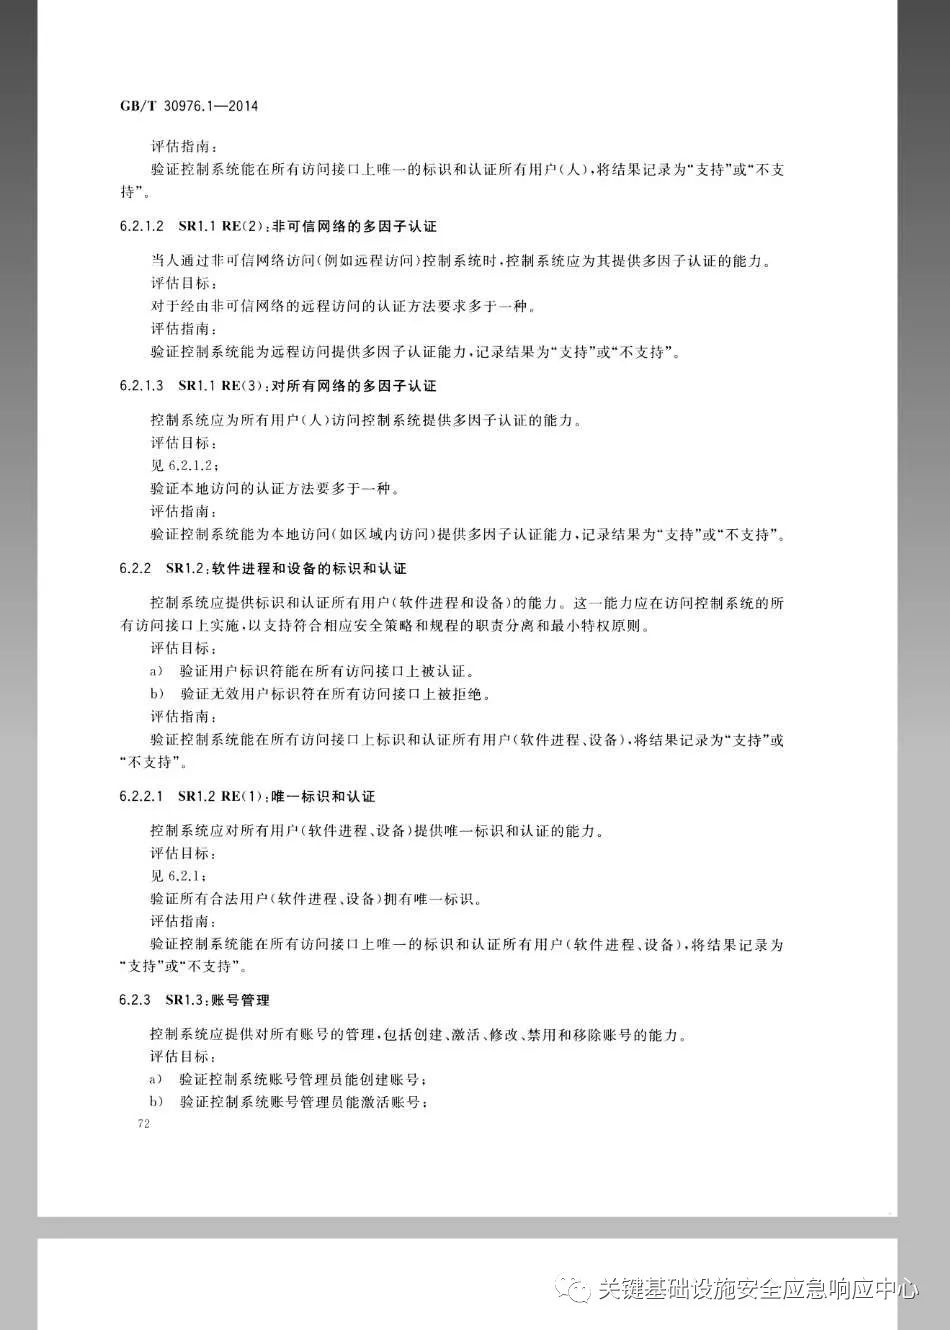 GB/T 30976.1—2014
评估指南：
验证控制系统能在所有访问接口上唯一的标识和认证所有用户(人)，将结果记录为“支持”或“不支
持”。
6.2.1.2 SR1.1 RE(2)：非可信网络的多因子认证
当人通过非可信网络访问(例如远程访问)控制系统时，控制系统应为其提供多因子认证的能力。
评估目标：
对于经由非可信网络的远程访问的认证方法要求多于一种。
评估指南：
验证控制系统能为远程访问提供多因子认证能力，记录结果为“支持”或“不支持”。
6.2.1.3 SR1.1 RE(3)：对所有网络的多因子认证
控制系统应为所有用户(人)访问控制系统提供多因子认证的能力。
评估目标：
见 6.2.1.2；
验证本地访问的认证方法要多于一种。
评估指南：
验证控制系统能为本地访问(如区域内访问)提供多因子认证能力，记录结果为“支持”或“不支持”。
6.2.2 SR1.2：软件进程和设备的标识和认证
控制系统应提供标识和认证所有用户(软件进程和设备)的能力。这一能力应在访问控制系统的所
有访问接口上实施，以支持符合相应安全策略和规程的职责分离和最小特权原则。
评估目标：
a) 验证用户标识符能在所有访问接口上被认证。
b) 验证无效用户标识符在所有访问接口上被拒绝。
评估指南：
验证控制系统能在所有访问接口上标识和认证所有用户(软件进程、设备)，将结果记录为“支持”或
“不支持”。
6.2.2.1 SR1.2 RE(1)：唯一标识和认证
控制系统应对所有用户(软件进程、设备)提供唯一标识和认证的能力。
评估目标：
见 6.2.1；
验证所有合法用户(软件进程、设备)拥有唯一标识。
评估指南：
验证控制系统能在所有访问接口上唯一的标识和认证所有用户(软件进程、设备)，将结果记录为
“支持”或“不支持”。
6.2.3 SR1.3：账号管理
控制系统应提供对所有账号的管理，包括创建、激活、修改、禁用和移除账号的能力。
评估目标：
a) 验证控制系统账号管理员能创建账号；
b) 验证控制系统账号管理员能激活账号；
72
关键基础设施安全应急响应中心